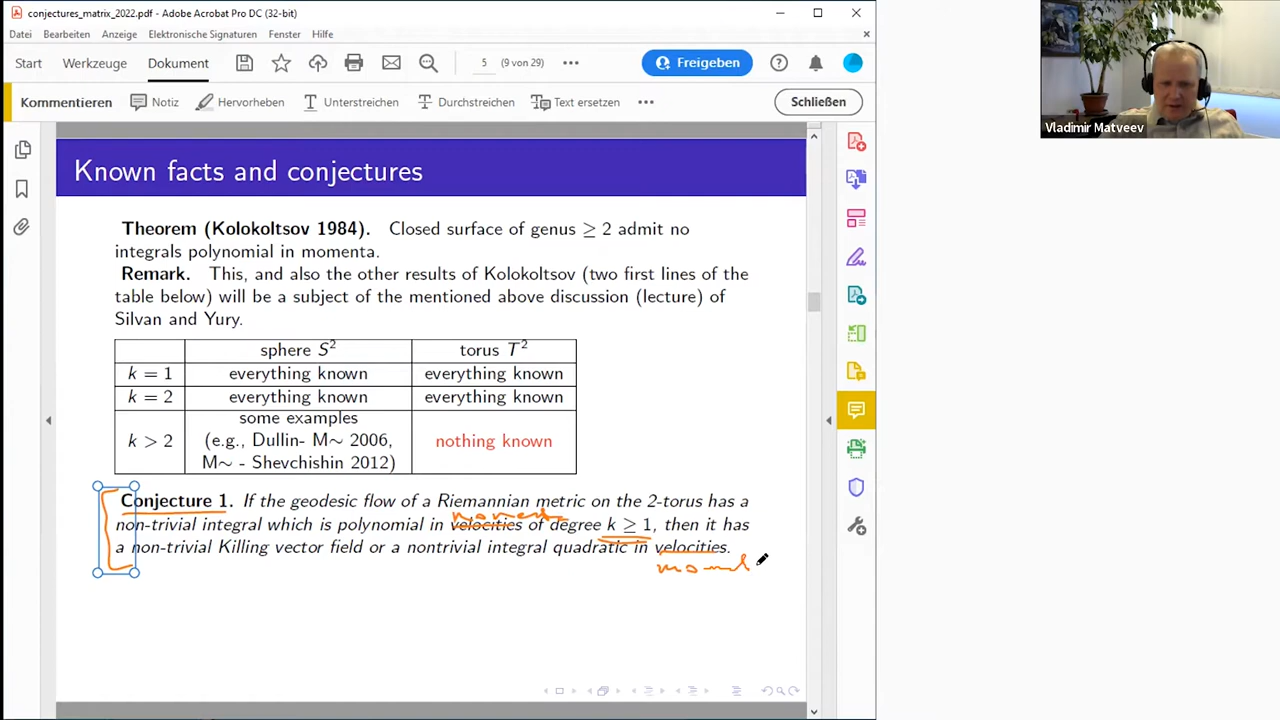 conjectures_matrix_2022.pdf - Adobe Acrobat Pro DC (32-bit)
Datei Bearbeiten Anzeige Elektronische Signaturen Fenster Hilfe
Start Werkzeuge Dokument 5 (9 von 29) Freigeben
Kommentieren Notiz Hervorheben Unterstreichen Durchstreichen Text ersetzen Schließen
Vladimir Matveev
Known facts and conjectures
Theorem (Kolokoltsov 1984). Closed surface of genus ≥ 2 admit no
integrals polynomial in momenta.
Remark. This, and also the other results of Kolokoltsov (two first lines of the
table below) will be a subject of the mentioned above discussion (lecture) of
Silvan and Yury.
sphere S² torus T²
k = 1 everything known everything known
k = 2 everything known everything known
k > 2 some examples
(e.g., Dullin- M∼ 2006,
M∼ - Shevchishin 2012) nothing known
Conjecture 1. If the geodesic flow of a Riemannian metric on the 2-torus has a
non-trivial integral which is polynomial in velocities of degree k ≥ 1, then it has
a non-trivial Killing vector field or a nontrivial integral quadratic in velocities.